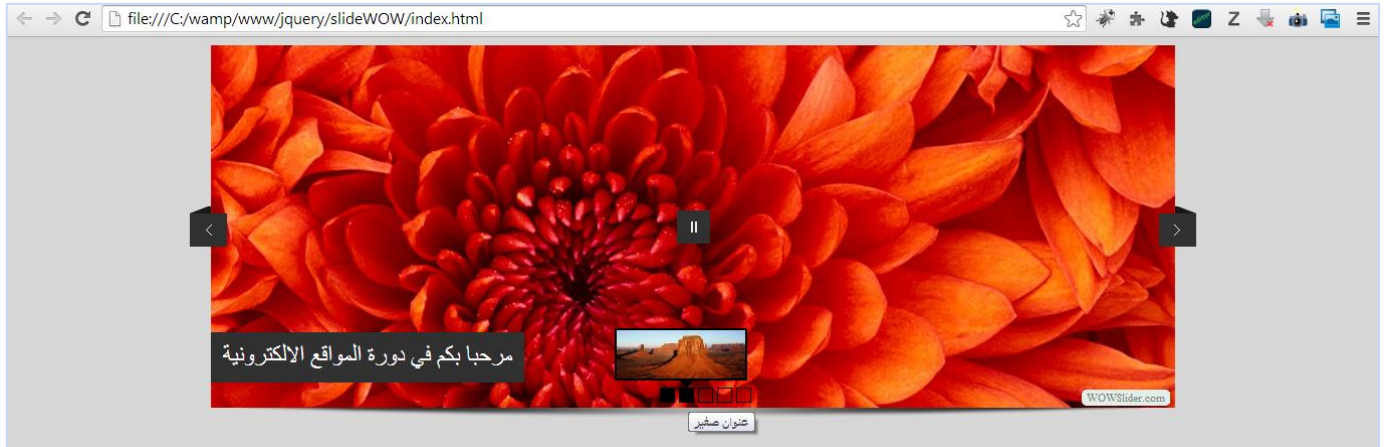 file:///C:/wamp/www/jquery/slideWOW/index.html
مرحبا بكم في دورة المواقع الالكترونية
WOWSlider.com
عنوان صغير